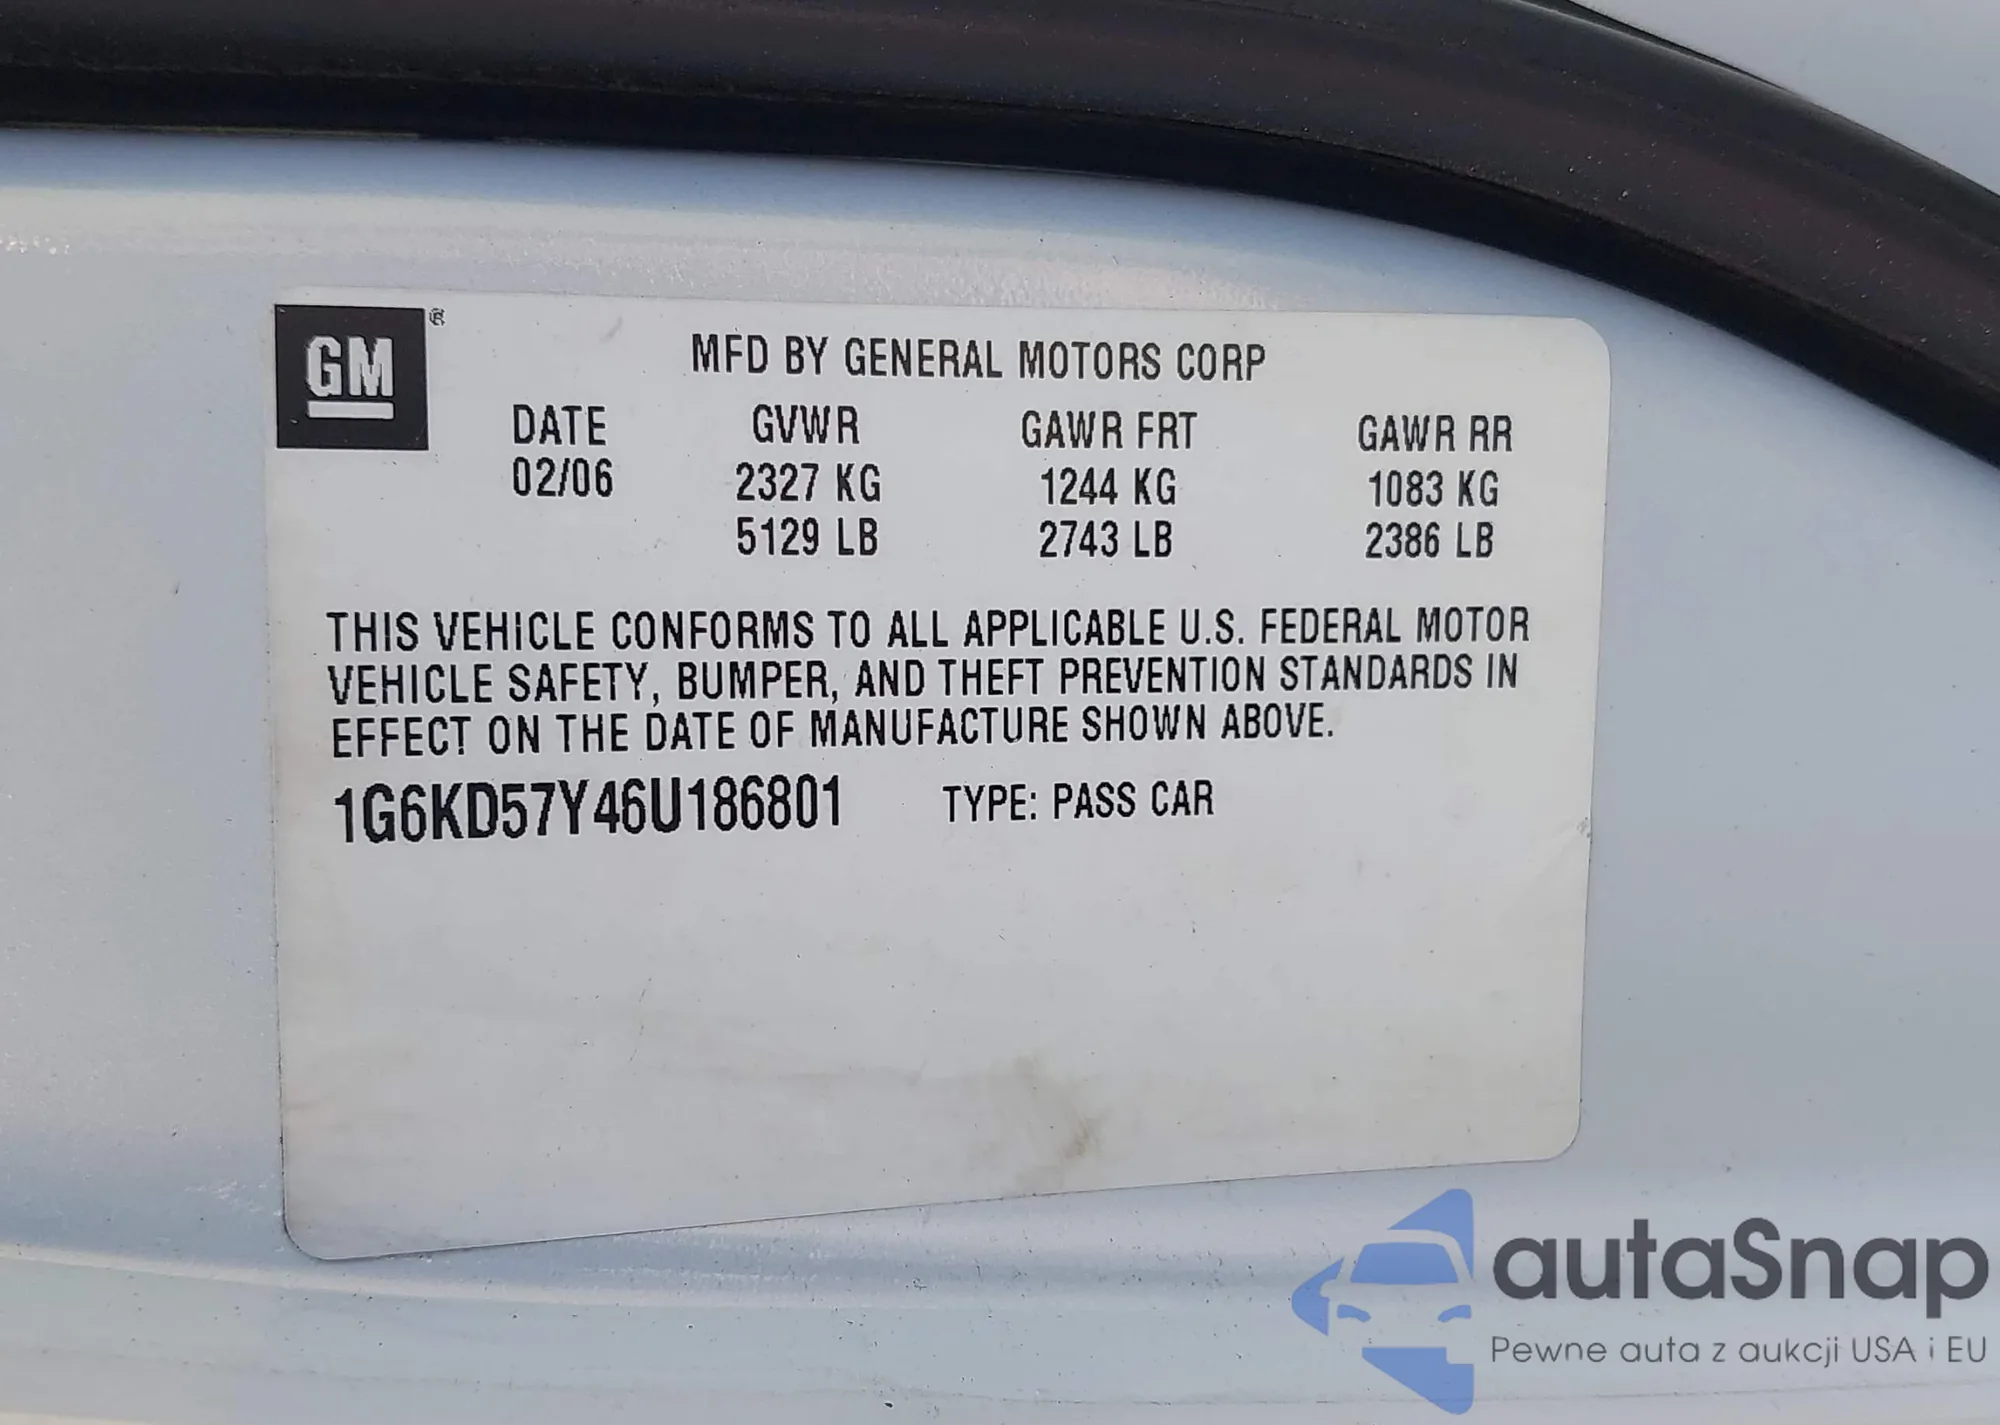 GM
MFD BY GENERAL MOTORS CORP
DATE GVWR GAWR FRT GAWR RR
02/06 2327 KG 1244 KG 1083 KG
5129 LB 2743 LB 2386 LB
THIS VEHICLE CONFORMS TO ALL APPLICABLE U.S. FEDERAL MOTOR
VEHICLE SAFETY, BUMPER, AND THEFT PREVENTION STANDARDS IN
EFFECT ON THE DATE OF MANUFACTURE SHOWN ABOVE.
1G6KD57Y46U186801 TYPE: PASS CAR
autaSnap
Pewne auta z aukcji USA i EU